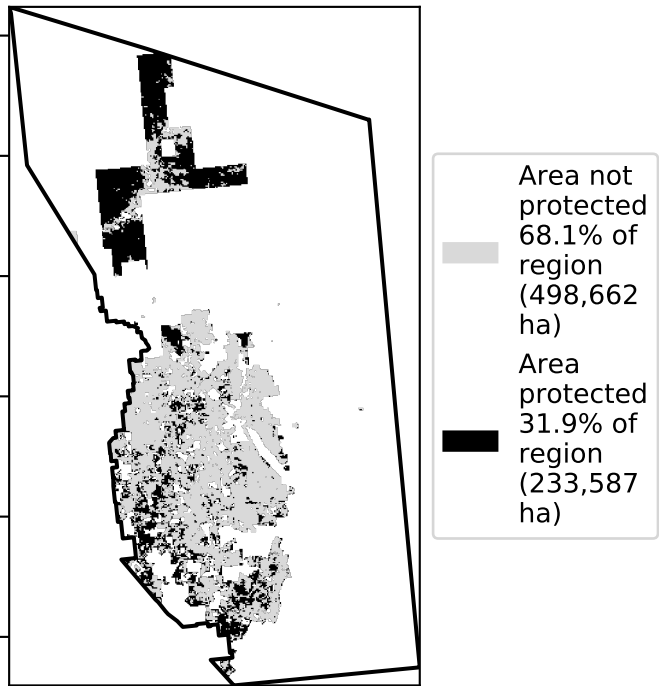 Area not
protected
68.1% of
region
(498,662
ha)
Area
protected
31.9% of
region
(233,587
ha)